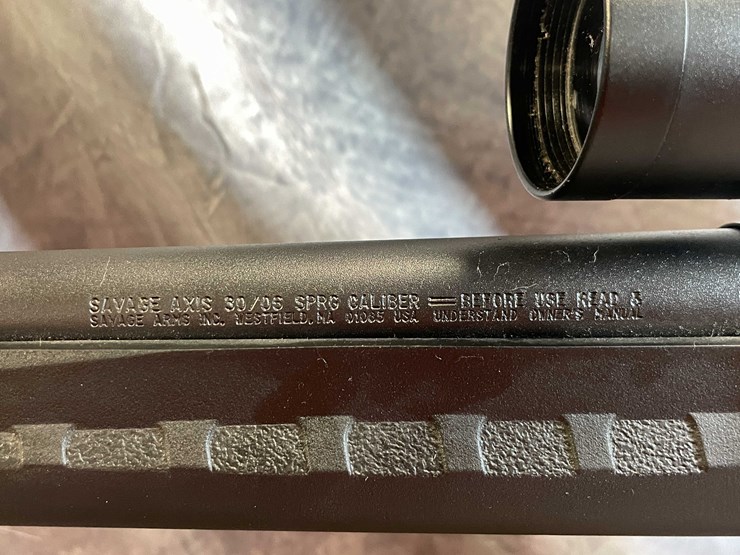 SAVAGE AXIS 30/06 SPRG CALIBER == BEFORE USE READ &
SAVAGE ARMS INC. WESTFIELD, MA 01085 USA UNDERSTAND OWNER'S MANUAL